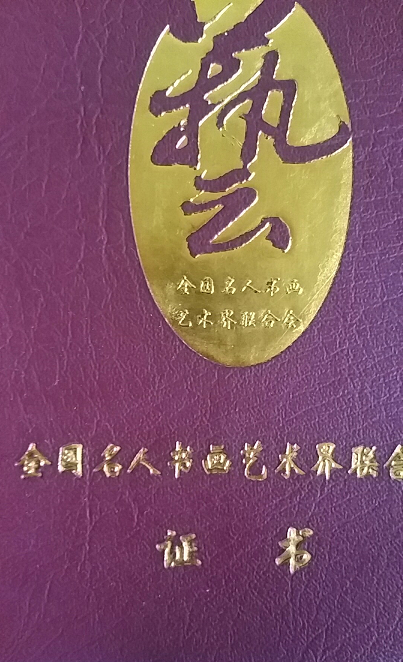 藝
全国名人书画
艺术界联合会
全国名人书画艺术界联合
证 书